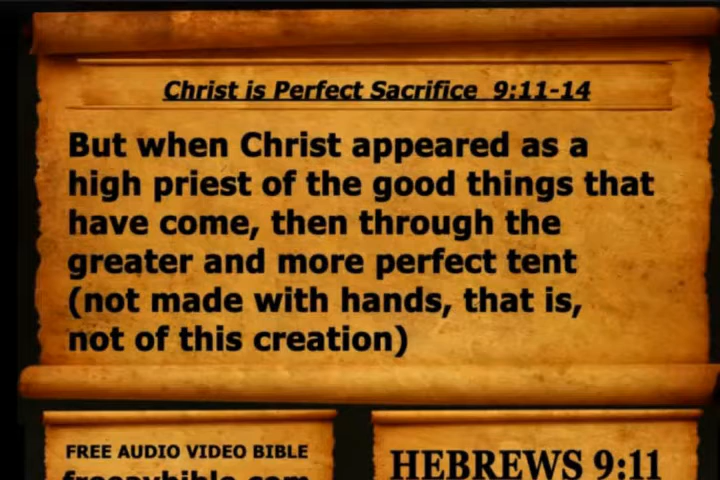 Christ is Perfect Sacrifice 9:11-14
But when Christ appeared as a
high priest of the good things that
have come, then through the
greater and more perfect tent
(not made with hands, that is,
not of this creation)
FREE AUDIO VIDEO BIBLE
freeavbible.com
HEBREWS 9:11